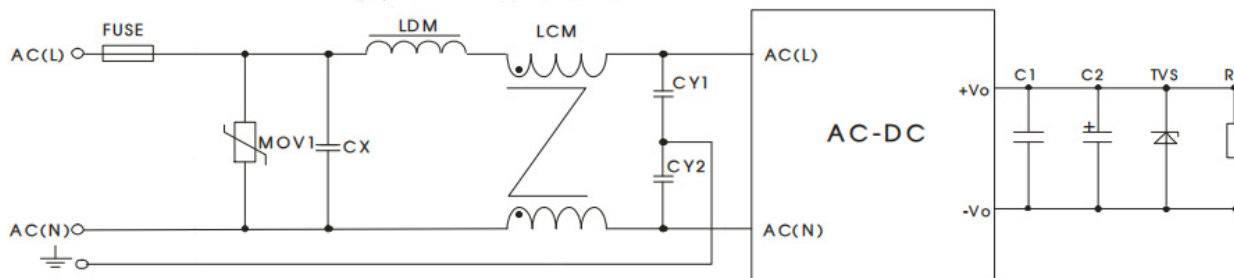 FUSE
LDM
LCM
AC(L)
AC(L)
CY1
+Vo
C1
C2
TVS
R
MOV1
CX
AC-DC
+
CY2
-Vo
AC(N)
AC(N)